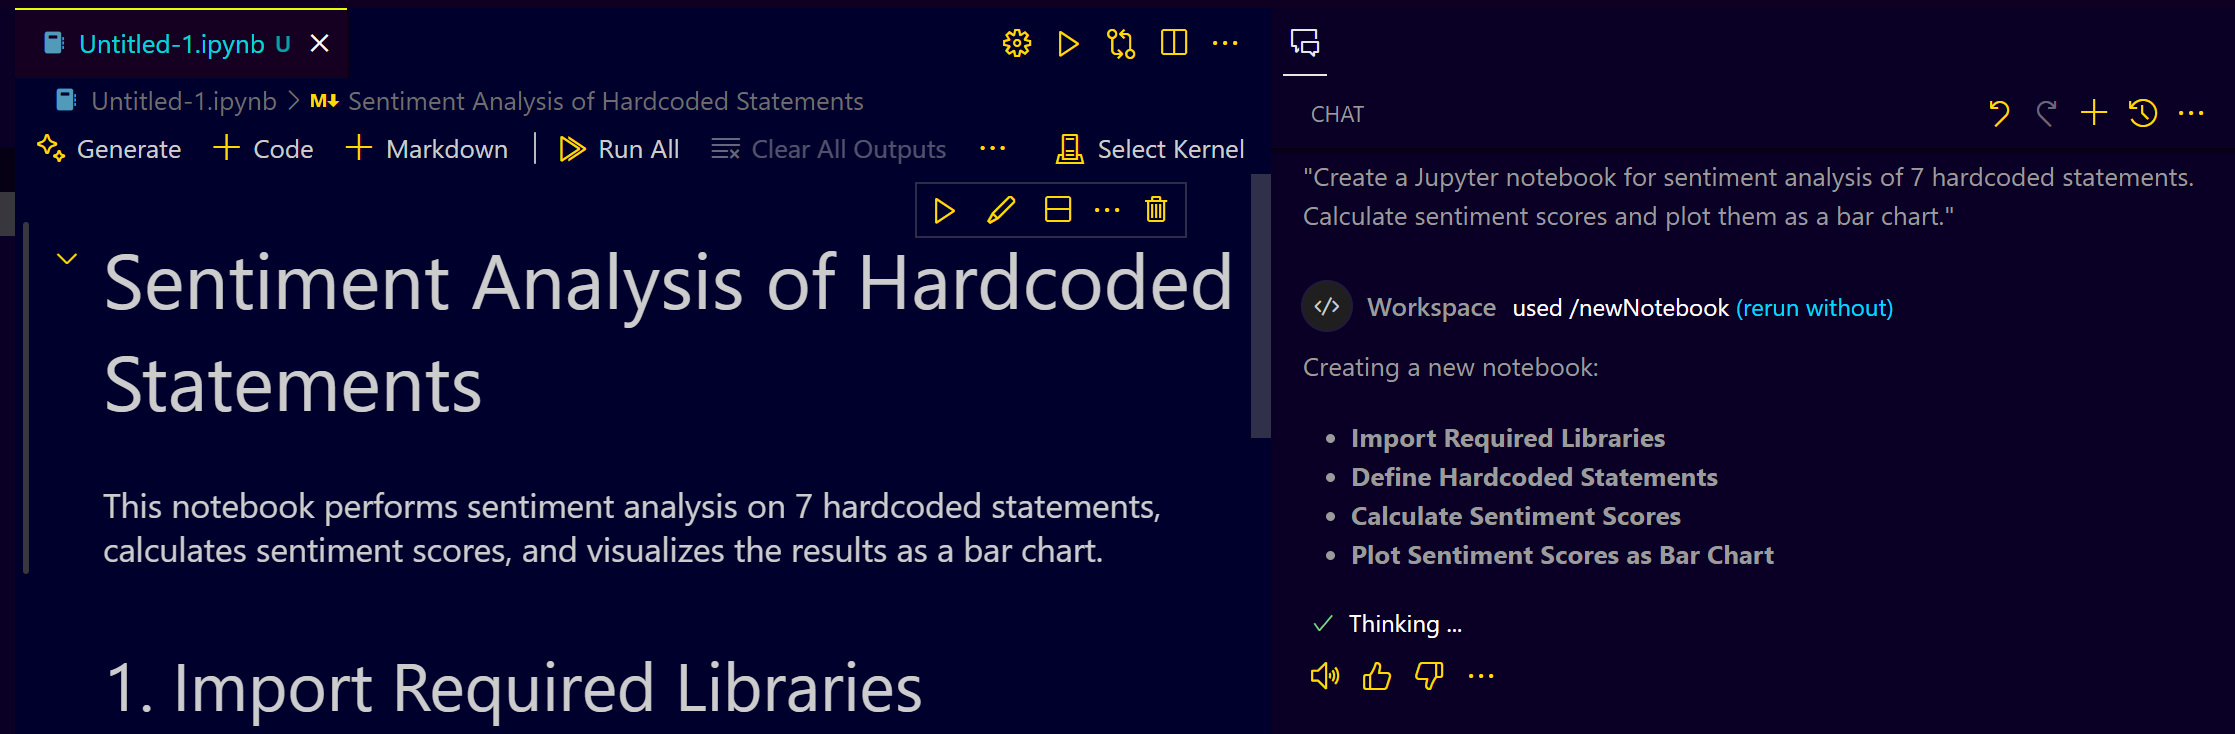 Untitled-1.ipynb U
Untitled-1.ipynb > M Sentiment Analysis of Hardcoded Statements
Generate + Code + Markdown Run All Clear All Outputs ... Select Kernel
Sentiment Analysis of Hardcoded
Statements
This notebook performs sentiment analysis on 7 hardcoded statements,
calculates sentiment scores, and visualizes the results as a bar chart.
1. Import Required Libraries
CHAT
"Create a Jupyter notebook for sentiment analysis of 7 hardcoded statements.
Calculate sentiment scores and plot them as a bar chart."
Workspace used /newNotebook (rerun without)
Creating a new notebook:
• Import Required Libraries
• Define Hardcoded Statements
• Calculate Sentiment Scores
• Plot Sentiment Scores as Bar Chart
Thinking ...